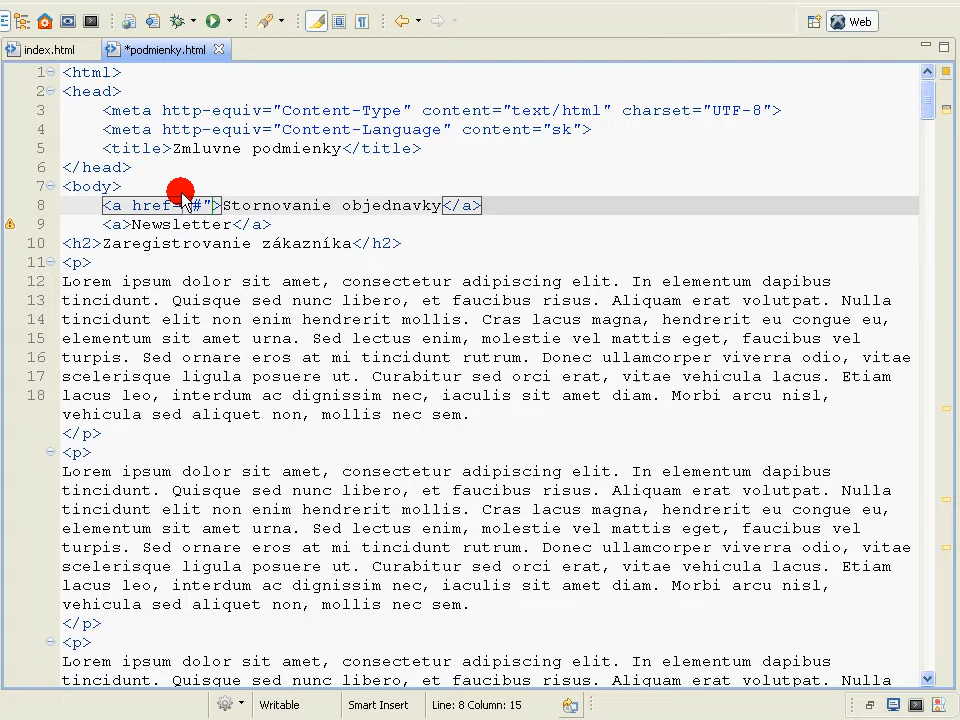 Web
index.html
*podmienky.html
1 <html>
2 <head>
3 <meta http-equiv="Content-Type" content="text/html" charset="UTF-8">
4 <meta http-equiv="Content-Language" content="sk">
5 <title>Zmluvne podmienky</title>
6 </head>
7 <body>
8 <a href="#">Stornovanie objednavky</a>
9 <a>Newsletter</a>
10 <h2>Zaregistrovanie zákazníka</h2>
11 <p>
12 Lorem ipsum dolor sit amet, consectetur adipiscing elit. In elementum dapibus
13 tincidunt. Quisque sed nunc libero, et faucibus risus. Aliquam erat volutpat. Nulla
14 tincidunt elit non enim hendrerit mollis. Cras lacus magna, hendrerit eu congue eu,
15 elementum sit amet urna. Sed lectus enim, molestie vel mattis eget, faucibus vel
16 turpis. Sed ornare eros at mi tincidunt rutrum. Donec ullamcorper viverra odio, vitae
17 scelerisque ligula posuere ut. Curabitur sed orci erat, vitae vehicula lacus. Etiam
18 lacus leo, interdum ac dignissim nec, iaculis sit amet diam. Morbi arcu nisl,
vehicula sed aliquet non, mollis nec sem.
</p>
<p>
Lorem ipsum dolor sit amet, consectetur adipiscing elit. In elementum dapibus
tincidunt. Quisque sed nunc libero, et faucibus risus. Aliquam erat volutpat. Nulla
tincidunt elit non enim hendrerit mollis. Cras lacus magna, hendrerit eu congue eu,
elementum sit amet urna. Sed lectus enim, molestie vel mattis eget, faucibus vel
turpis. Sed ornare eros at mi tincidunt rutrum. Donec ullamcorper viverra odio, vitae
scelerisque ligula posuere ut. Curabitur sed orci erat, vitae vehicula lacus. Etiam
lacus leo, interdum ac dignissim nec, iaculis sit amet diam. Morbi arcu nisl,
vehicula sed aliquet non, mollis nec sem.
</p>
<p>
Lorem ipsum dolor sit amet, consectetur adipiscing elit. In elementum dapibus
tincidunt. Quisque sed nunc libero, et faucibus risus. Aliquam erat volutpat. Nulla
Writable
Smart Insert
Line: 8 Column: 15